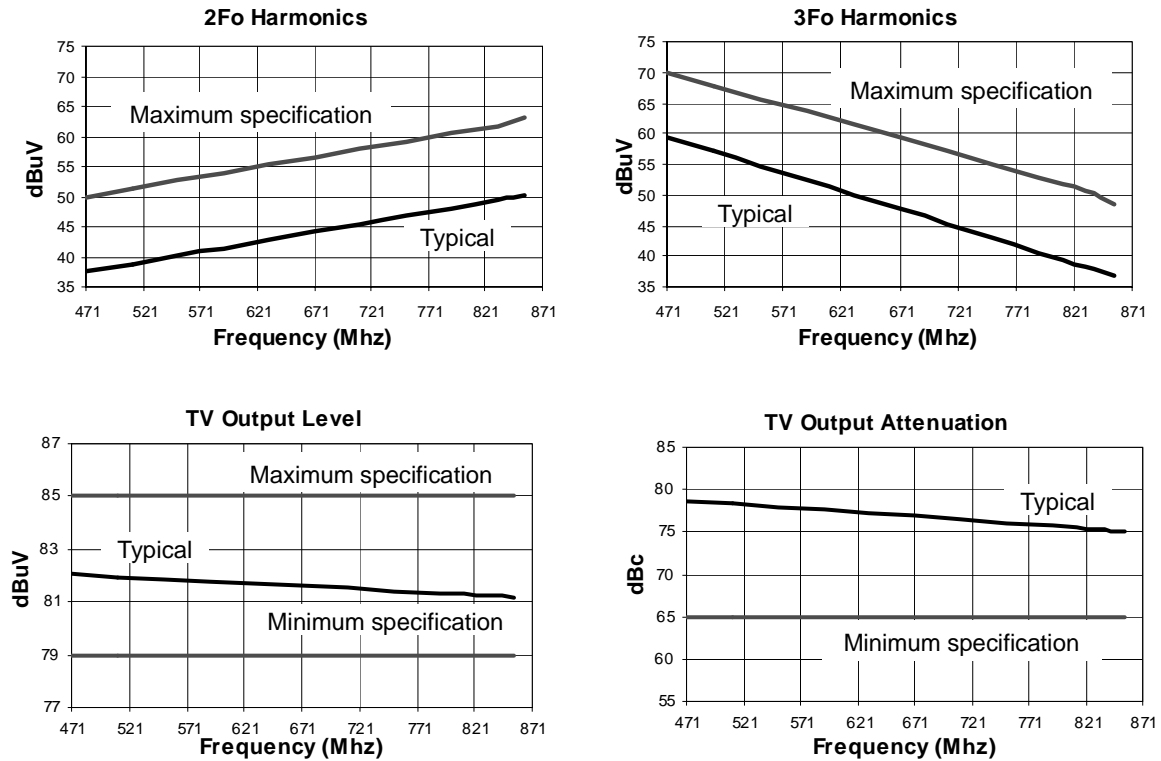 2Fo Harmonics
75
70
65
60
55
50
45
40
35
dBuV
Maximum specification
Typical
471 521 571 621 671 721 771 821 871
Frequency (Mhz)
3Fo Harmonics
75
70
65
60
55
50
45
40
35
dBuV
Maximum specification
Typical
471 521 571 621 671 721 771 821 871
Frequency (Mhz)
TV Output Level
87
85
83
81
79
77
dBuV
Maximum specification
Typical
Minimum specification
471 521 571 621 671 721 771 821 871
Frequency (Mhz)
TV Output Attenuation
85
80
75
70
65
60
55
dBc
Typical
Minimum specification
471 521 571 621 671 721 771 821 871
Frequency (Mhz)